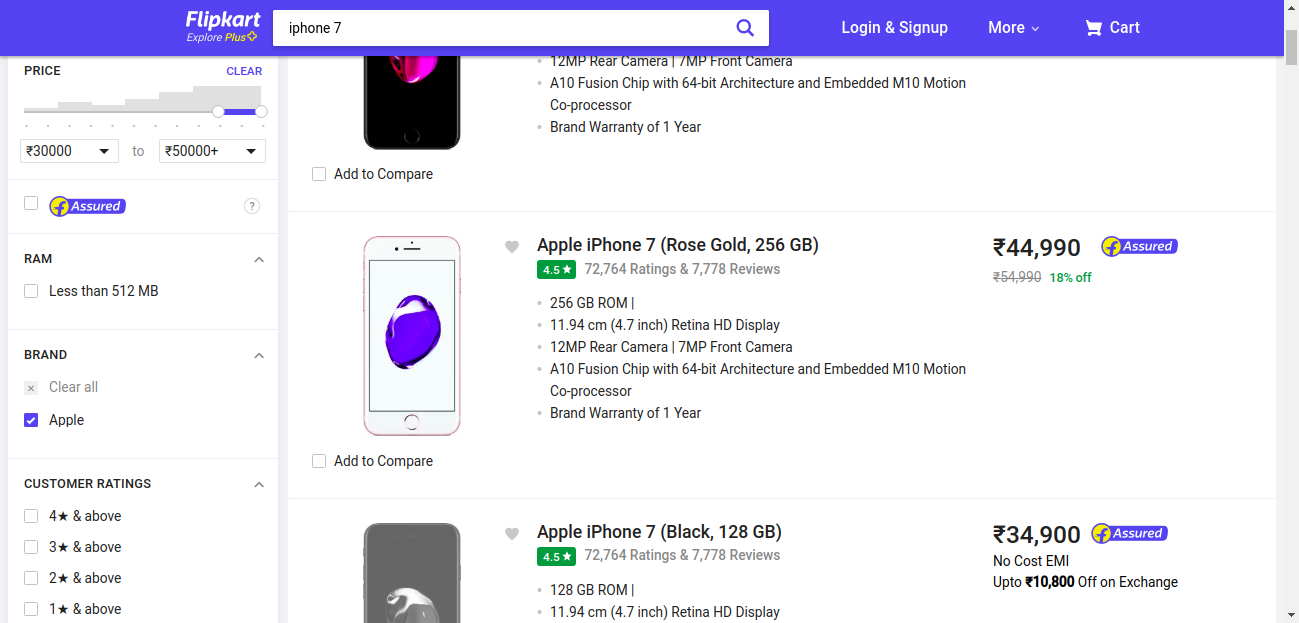 Flipkart
Explore Plus
iphone 7
Login & Signup
More
Cart
PRICE
CLEAR
₹30000
to
₹50000+
Assured
?
RAM
Less than 512 MB
BRAND
Clear all
Apple
CUSTOMER RATINGS
4★ & above
3★ & above
2★ & above
1★ & above
12MP Rear Camera | 7MP Front Camera
A10 Fusion Chip with 64-bit Architecture and Embedded M10 Motion
Co-processor
Brand Warranty of 1 Year
Add to Compare
Apple iPhone 7 (Rose Gold, 256 GB)
4.5★ 72,764 Ratings & 7,778 Reviews
256 GB ROM |
11.94 cm (4.7 inch) Retina HD Display
12MP Rear Camera | 7MP Front Camera
A10 Fusion Chip with 64-bit Architecture and Embedded M10 Motion
Co-processor
Brand Warranty of 1 Year
₹44,990 Assured
₹54,990 18% off
Add to Compare
Apple iPhone 7 (Black, 128 GB)
4.5★ 72,764 Ratings & 7,778 Reviews
128 GB ROM |
11.94 cm (4.7 inch) Retina HD Display
₹34,900 Assured
No Cost EMI
Upto ₹10,800 Off on Exchange